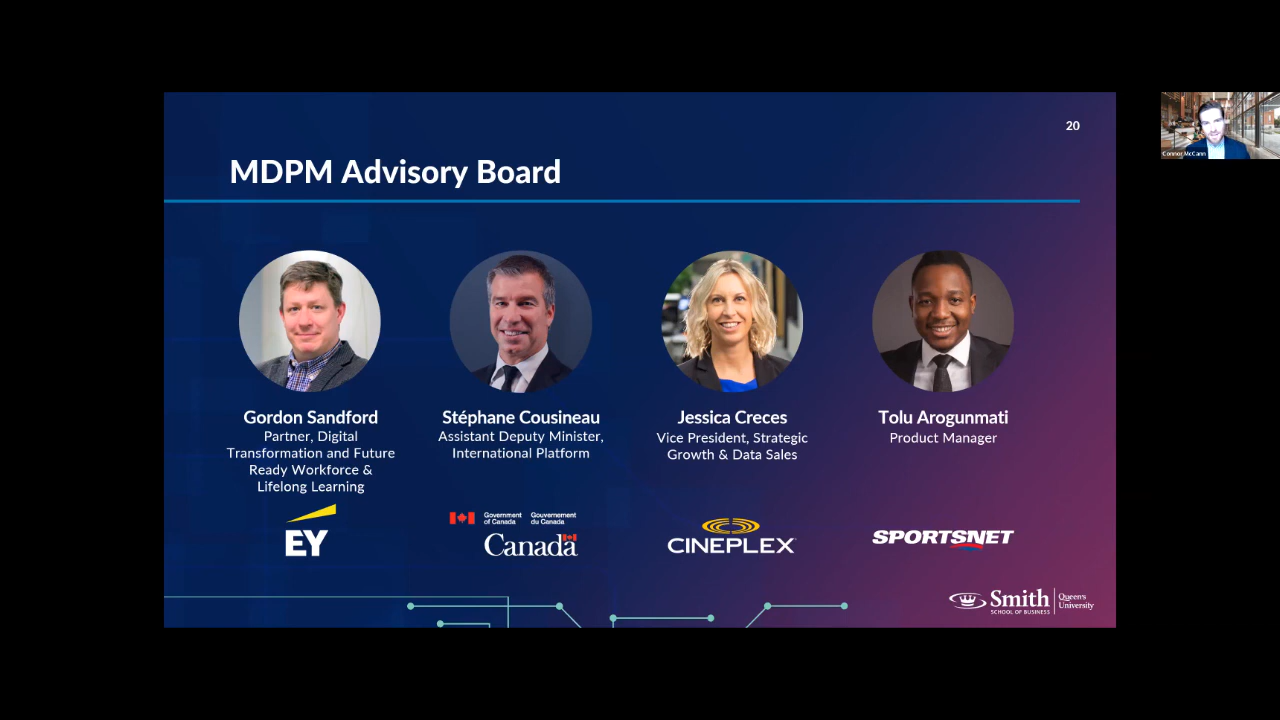 20
Connor McCann
MDPM Advisory Board
Gordon Sandford
Partner, Digital
Transformation and Future
Ready Workforce &
Lifelong Learning
EY
Stéphane Cousineau
Assistant Deputy Minister,
International Platform
Government of Canada
Gouvernement du Canada
Canada
Jessica Creces
Vice President, Strategic
Growth & Data Sales
CINEPLEX
Tolu Arogunmati
Product Manager
SPORTSNET
Smith
SCHOOL OF BUSINESS
Queen's
University